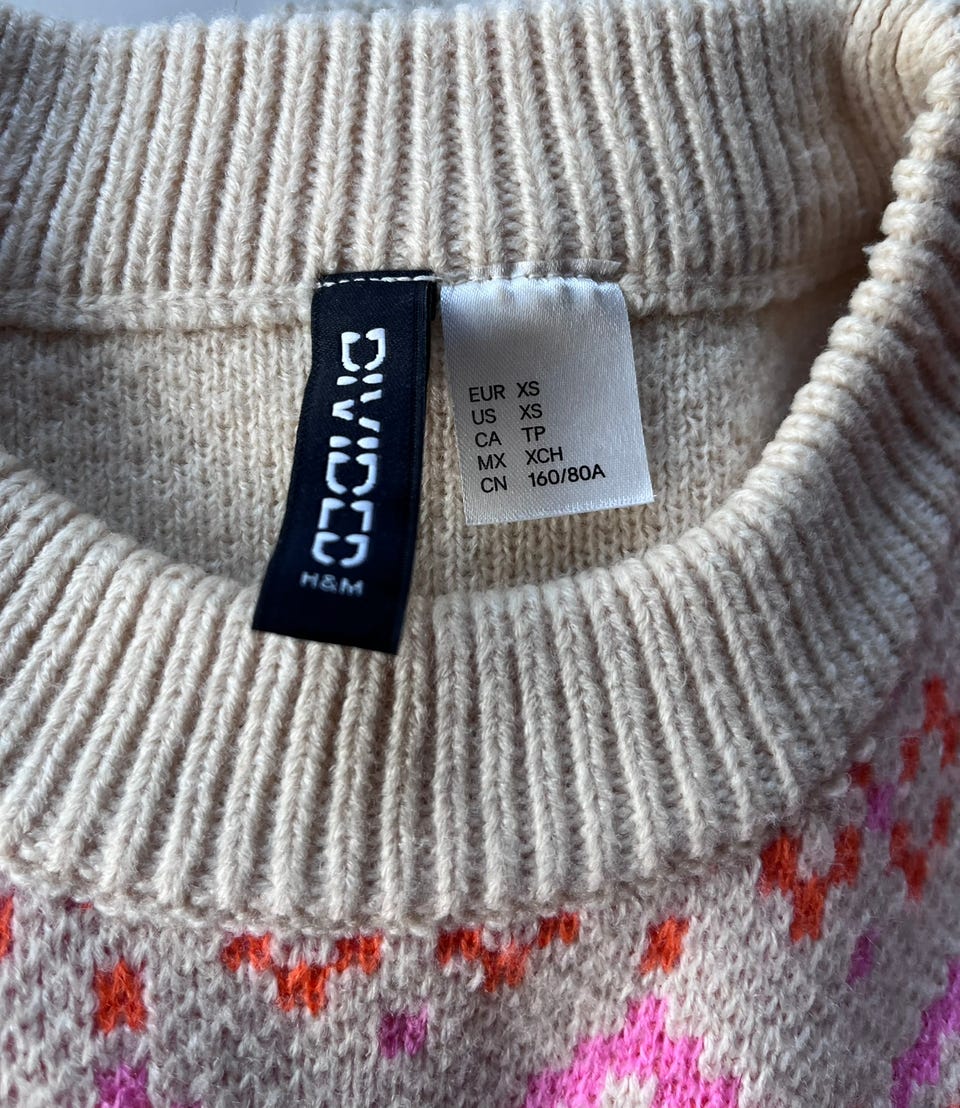 DIVIDED
H&M
EUR XS
US XS
CA TP
MX XCH
CN 160/80A